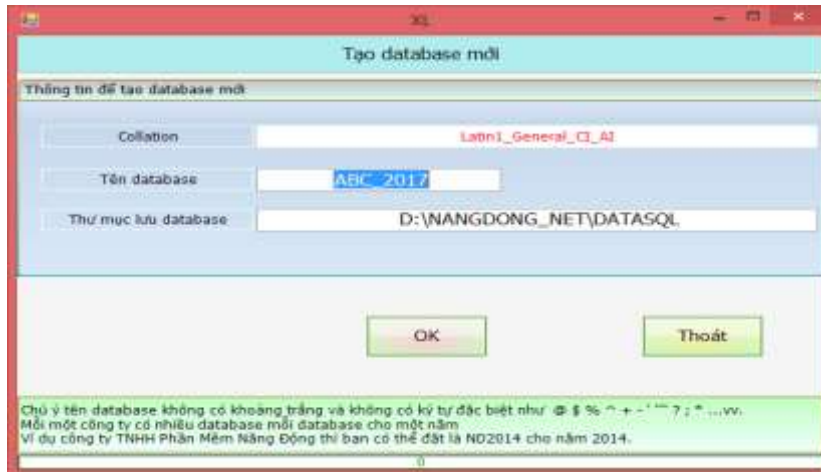 XL
Tạo database mới
Thông tin để tạo database mới
Collation Latin1_General_CI_AI
Tên database ABC_2017
Thư mục lưu database D:\NANGDONG_NET\DATASQL
OK Thoát
Chú ý tên database không có khoảng trắng và không có ký tự đặc biệt như @ $ % ^ + - ...vv.
Mỗi một công ty có nhiều database mỗi database cho một năm
Ví dụ công ty TNHH Phần Mềm Năng Động thì bạn có thể đặt là ND2014 cho năm 2014.
0